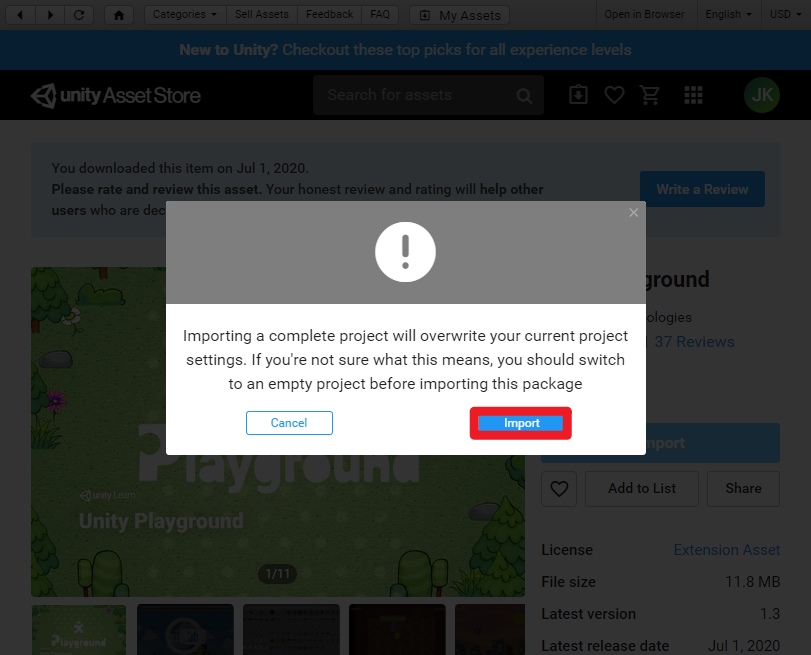 Categories
Sell Assets
Feedback
FAQ
My Assets
Open in Browser
English
USD
New to Unity? Checkout these top picks for all experience levels
unity Asset Store
Search for assets
JK
You downloaded this item on Jul 1, 2020.
Please rate and review this asset. Your honest review and rating will help other
users who are dec
Write a Review
Importing a complete project will overwrite your current project
settings. If you're not sure what this means, you should switch
to an empty project before importing this package
Cancel
Import
ground
ologies
37 Reviews
mport
Playground
unity Learn
Unity Playground
1/11
Add to List
Share
License
Extension Asset
File size
11.8 MB
Latest version
1.3
Latest release date
Jul 1, 2020
Playground